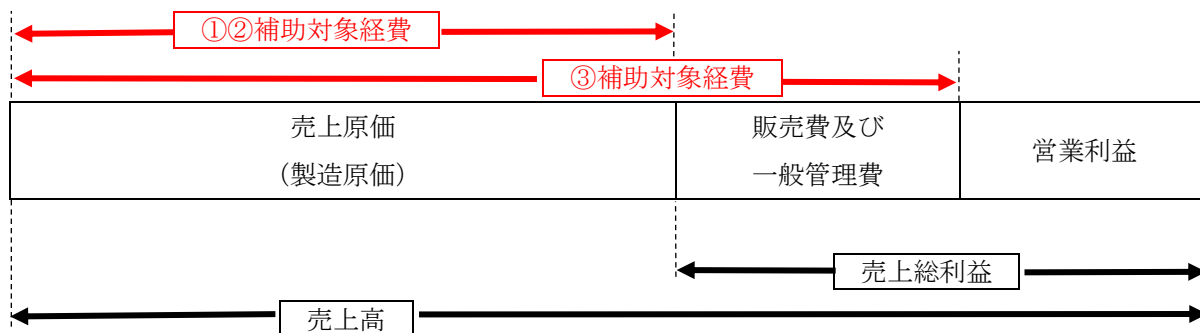 ①②補助対象経費
③補助対象経費
売上原価
(製造原価)
販売費及び
一般管理費
営業利益
売上総利益
売上高